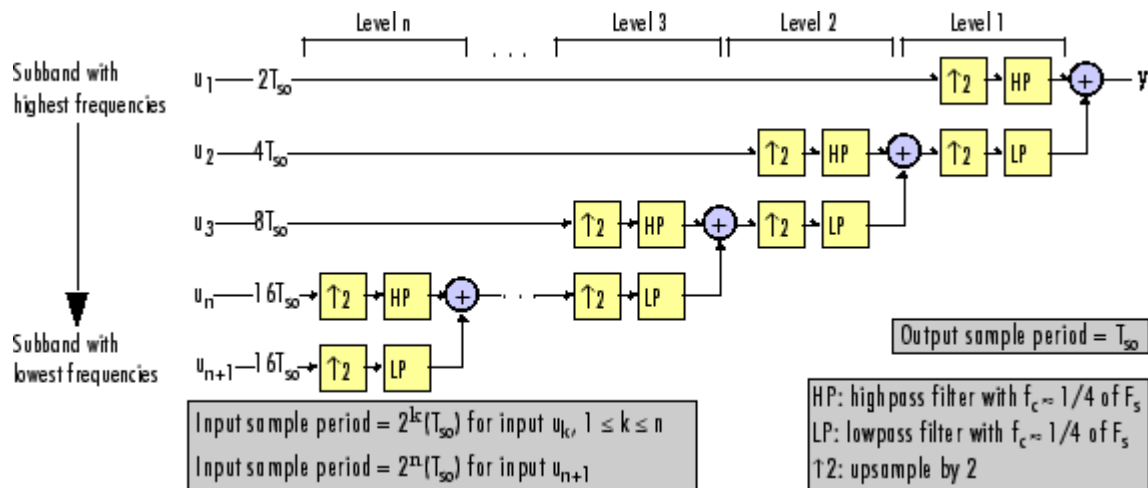 Level n . . . Level 3 Level 2 Level 1
Subband with
highest frequencies
u₁ 2Tₛₒ ↑2 HP + y
u₂ 4Tₛₒ ↑2 HP + ↑2 LP
u₃ 8Tₛₒ ↑2 HP + ↑2 LP
uₙ 16Tₛₒ ↑2 HP + . . . ↑2 LP
Subband with
lowest frequencies
uₙ₊₁ 16Tₛₒ ↑2 LP
Output sample period = Tₛₒ
Input sample period = 2ᵏ(Tₛₒ) for input uₖ, 1 ≤ k ≤ n
Input sample period = 2ⁿ(Tₛₒ) for input uₙ₊₁
HP: highpass filter with f_c ≈ 1/4 of Fₛ
LP: lowpass filter with f_c ≈ 1/4 of Fₛ
↑2: upsample by 2